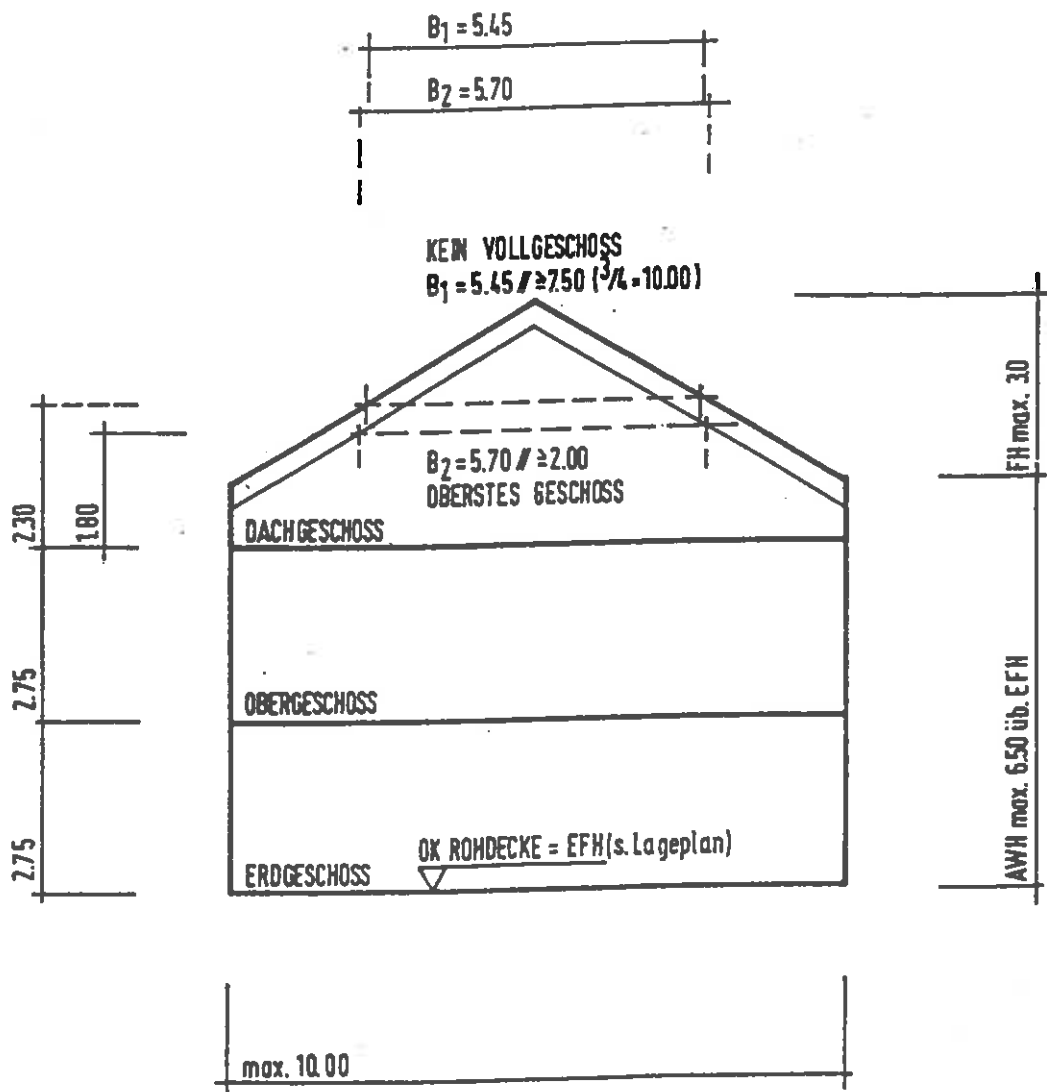 B1 = 5.45
B2 = 5.70
KEIN VOLLGESCHOSS
B1 = 5.45 // ≥7.50 (3/4 = 10.00)
FH max. 3.0
B2 = 5.70 // ≥2.00
OBERSTES GESCHOSS
2.30
1.80
DACHGESCHOSS
2.75
OBERGESCHOSS
AWH max. 6.50 üb. EFH
2.75
OK ROHDECKE = EFH (s. Lageplan)
ERDGESCHOSS
max. 10.00